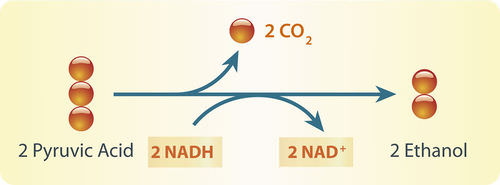 2 CO₂
2 Pyruvic Acid
2 NADH
2 NAD⁺
2 Ethanol